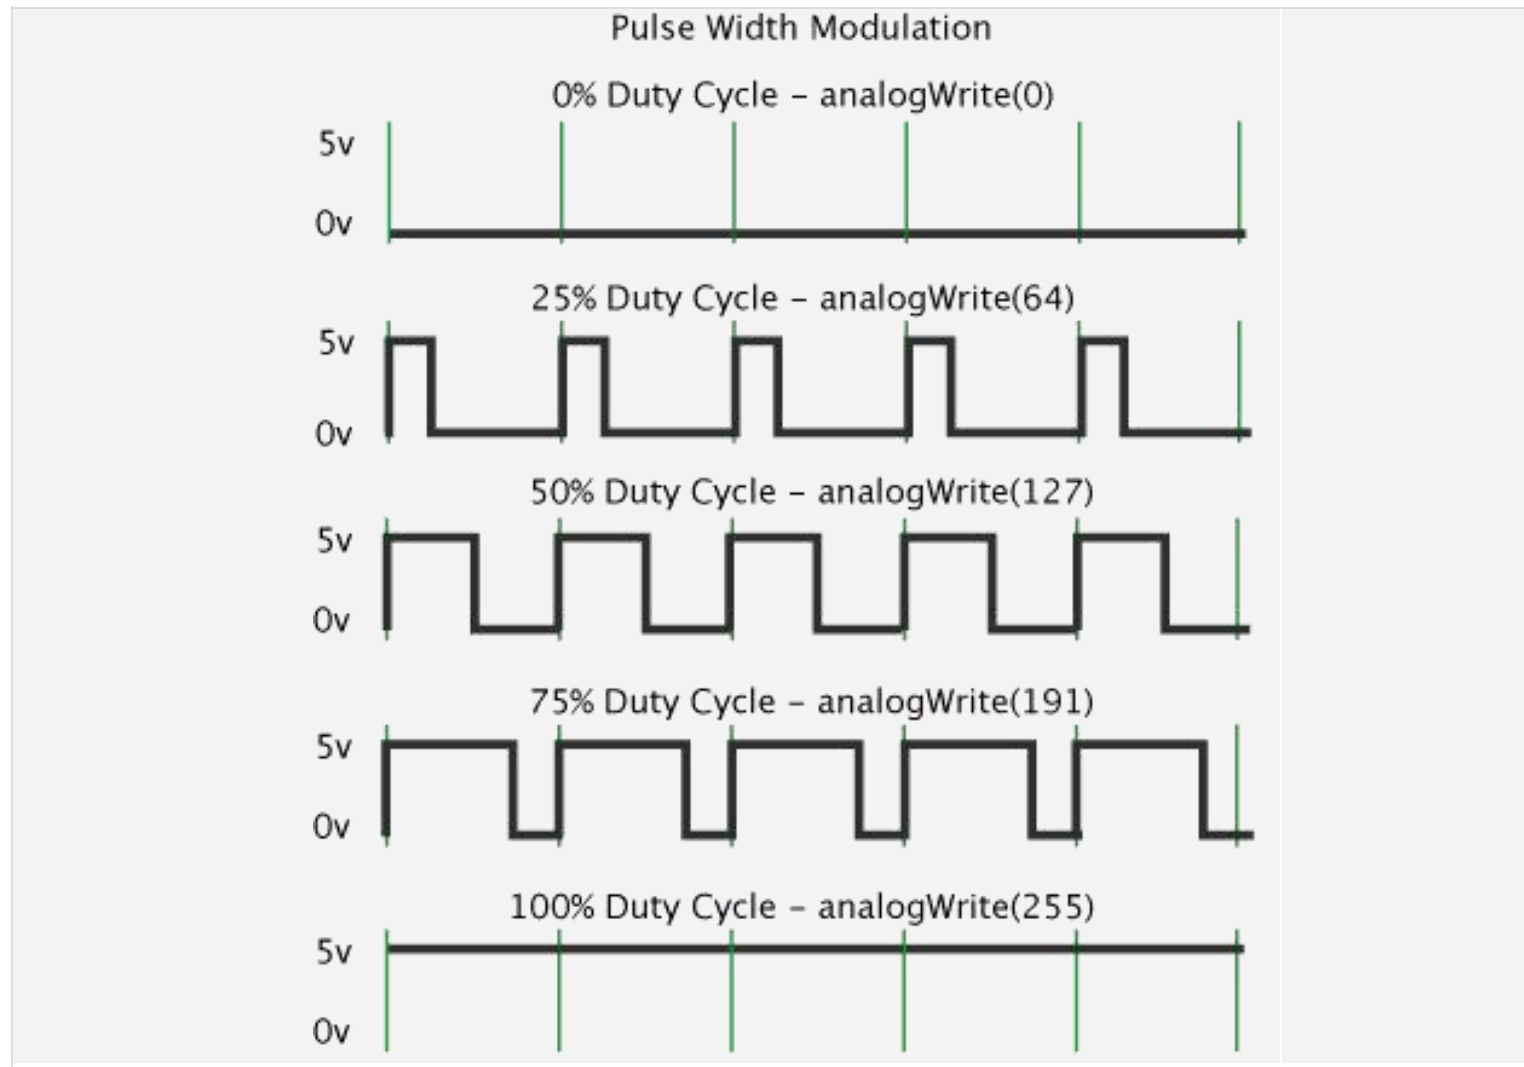 Pulse Width Modulation
0% Duty Cycle – analogWrite(0)
5v
0v
25% Duty Cycle – analogWrite(64)
5v
0v
50% Duty Cycle – analogWrite(127)
5v
0v
75% Duty Cycle – analogWrite(191)
5v
0v
100% Duty Cycle – analogWrite(255)
5v
0v